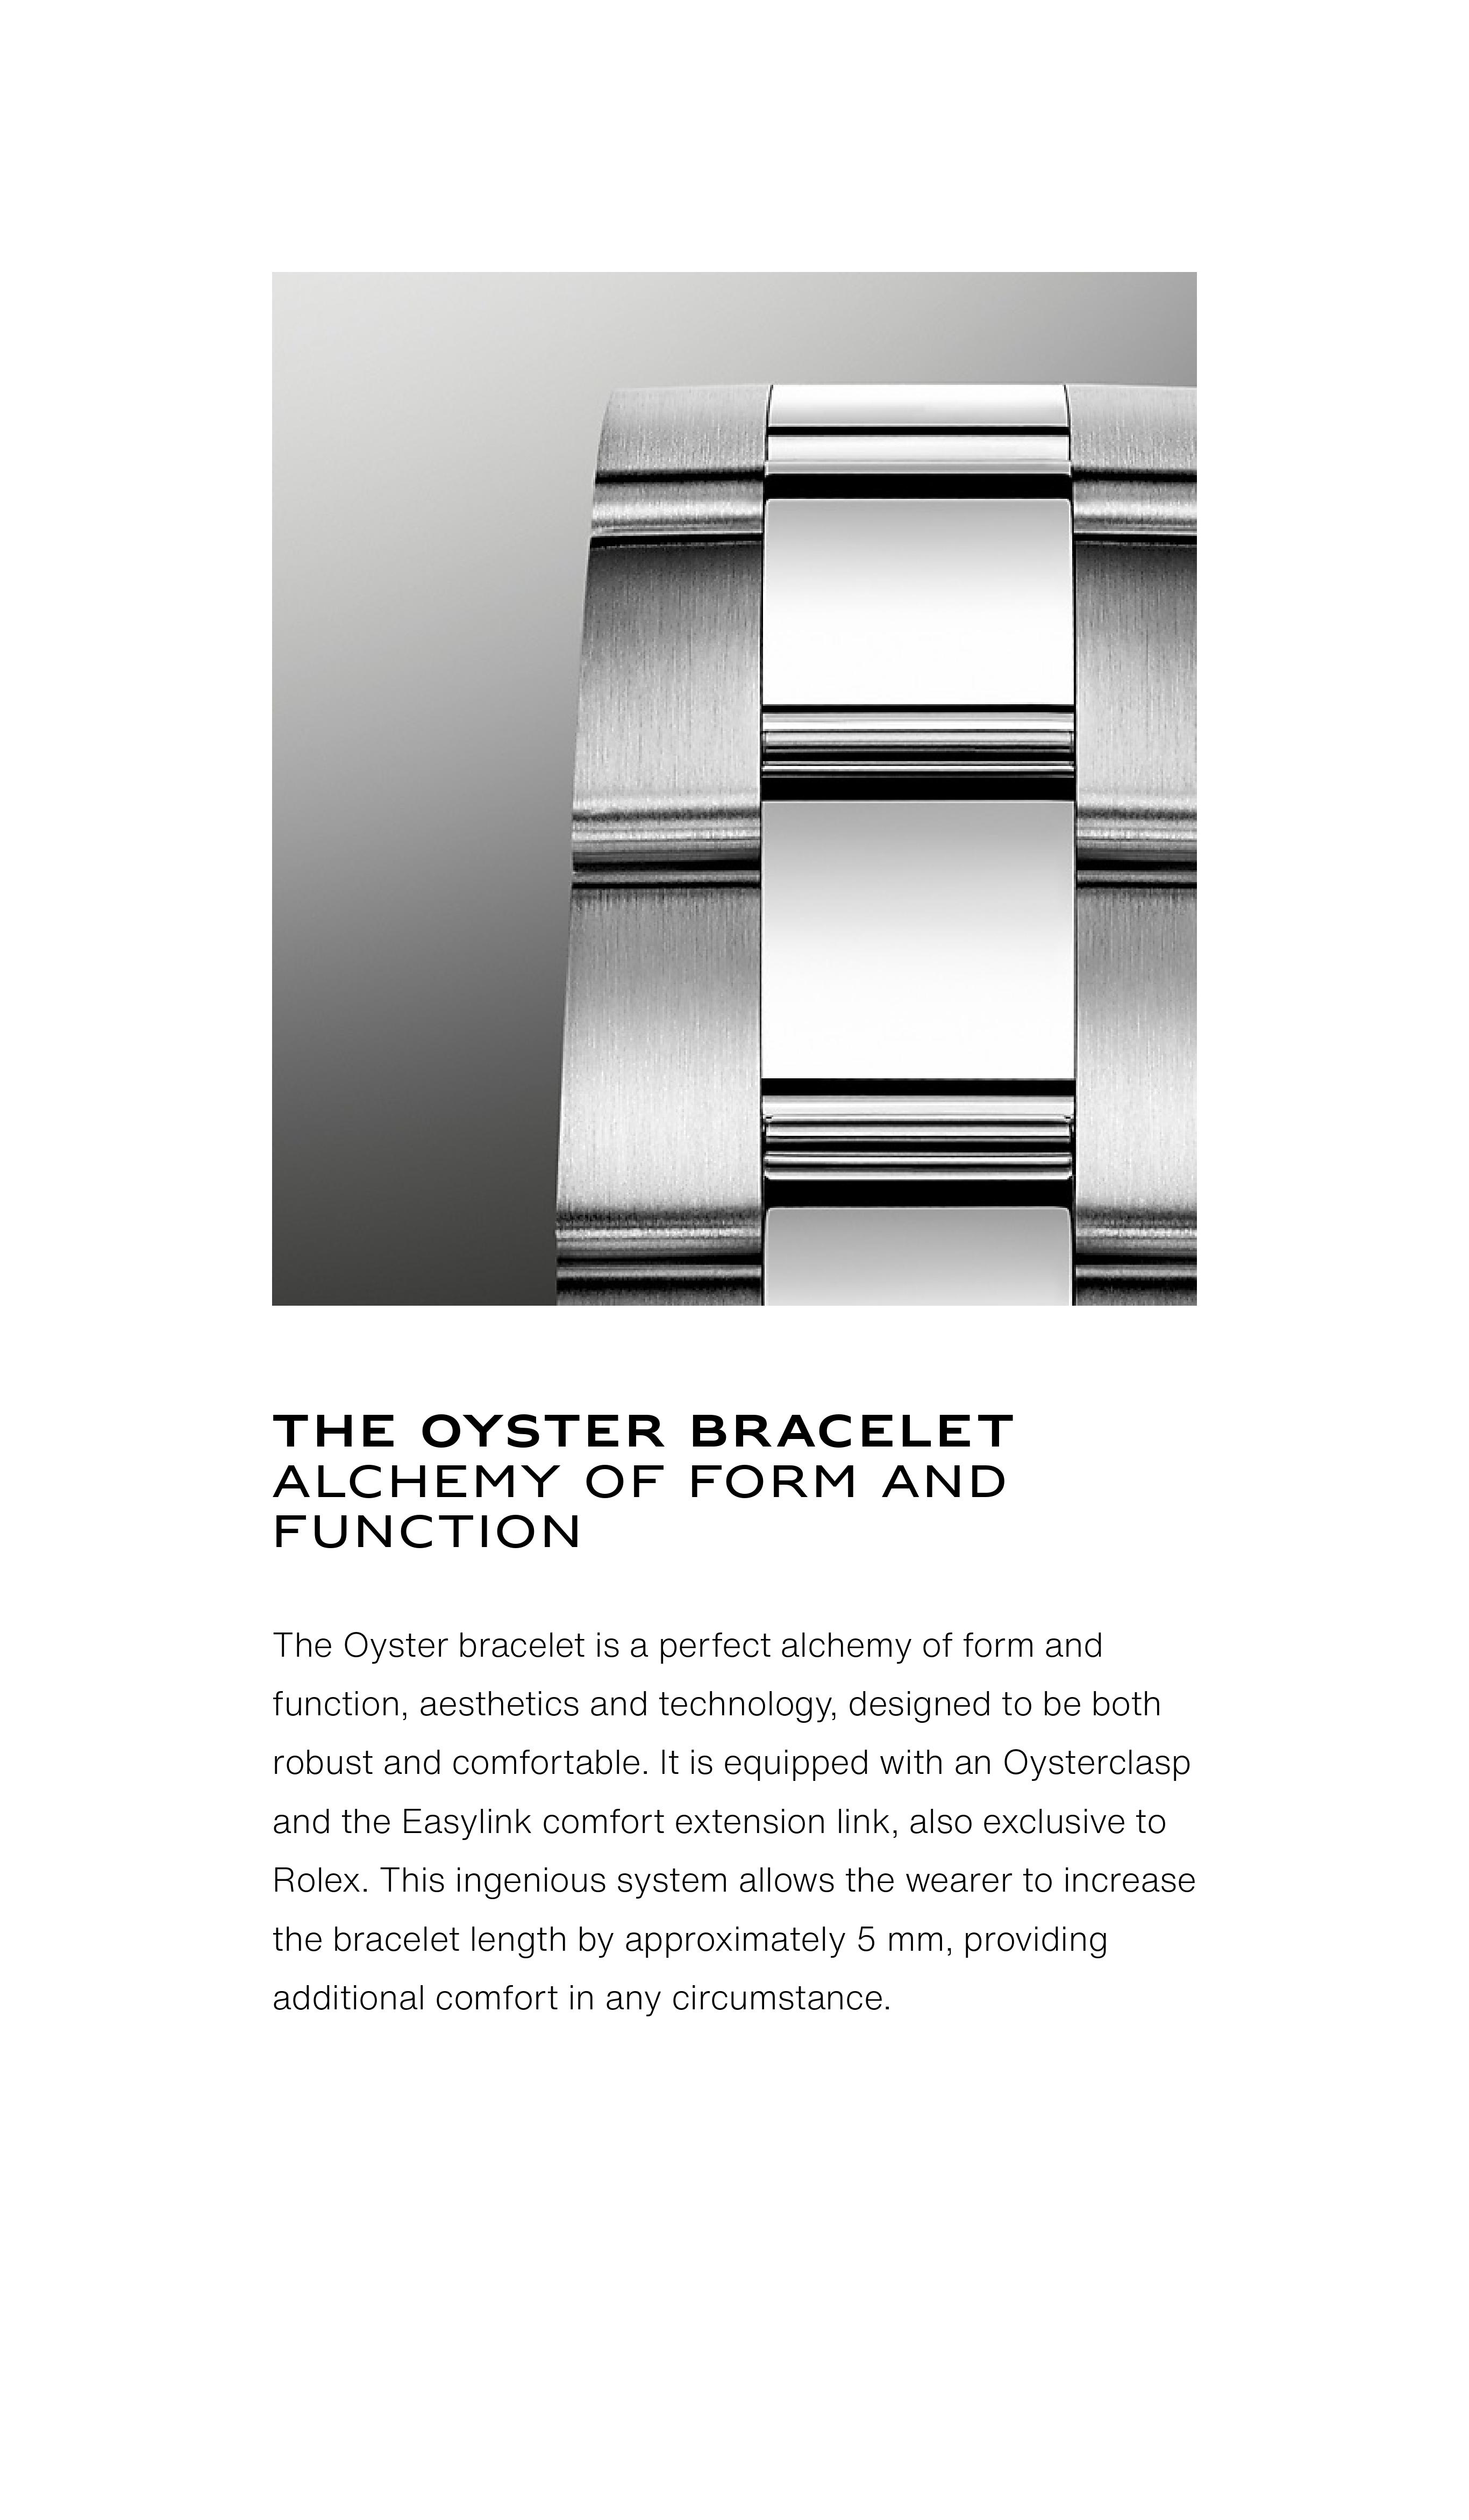 THE OYSTER BRACELET
ALCHEMY OF FORM AND
FUNCTION
The Oyster bracelet is a perfect alchemy of form and
function, aesthetics and technology, designed to be both
robust and comfortable. It is equipped with an Oysterclasp
and the Easylink comfort extension link, also exclusive to
Rolex. This ingenious system allows the wearer to increase
the bracelet length by approximately 5 mm, providing
additional comfort in any circumstance.